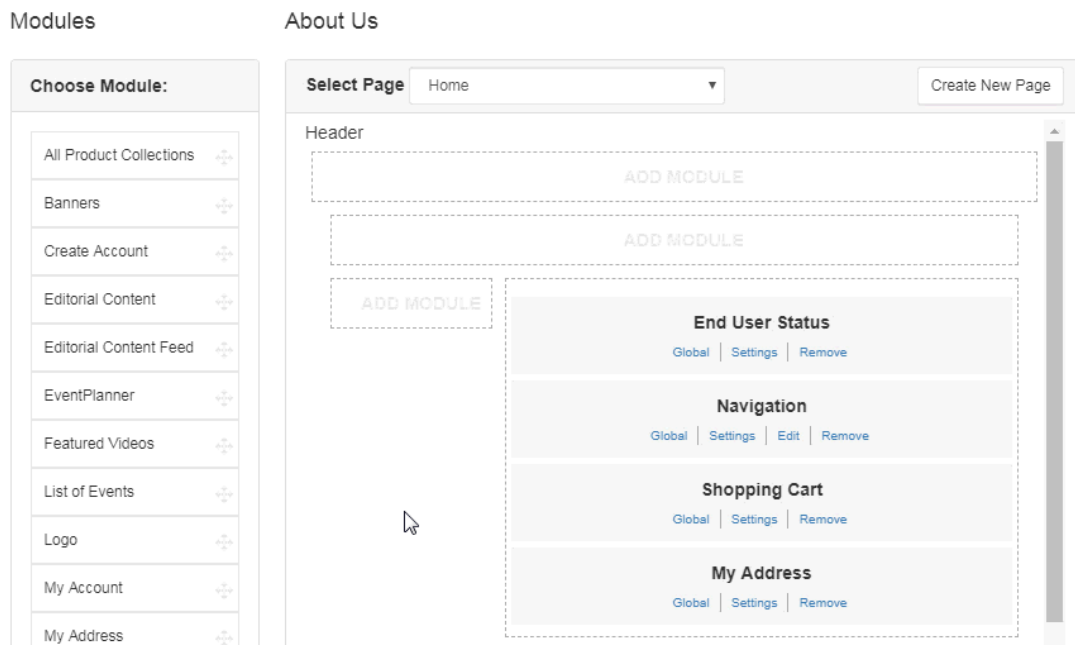 Modules
About Us
Choose Module:
Select Page
Home
Create New Page
All Product Collections
Banners
Create Account
Editorial Content
Editorial Content Feed
EventPlanner
Featured Videos
List of Events
Logo
My Account
My Address
Header
ADD MODULE
ADD MODULE
ADD MODULE
End User Status
Global | Settings | Remove
Navigation
Global | Settings | Edit | Remove
Shopping Cart
Global | Settings | Remove
My Address
Global | Settings | Remove